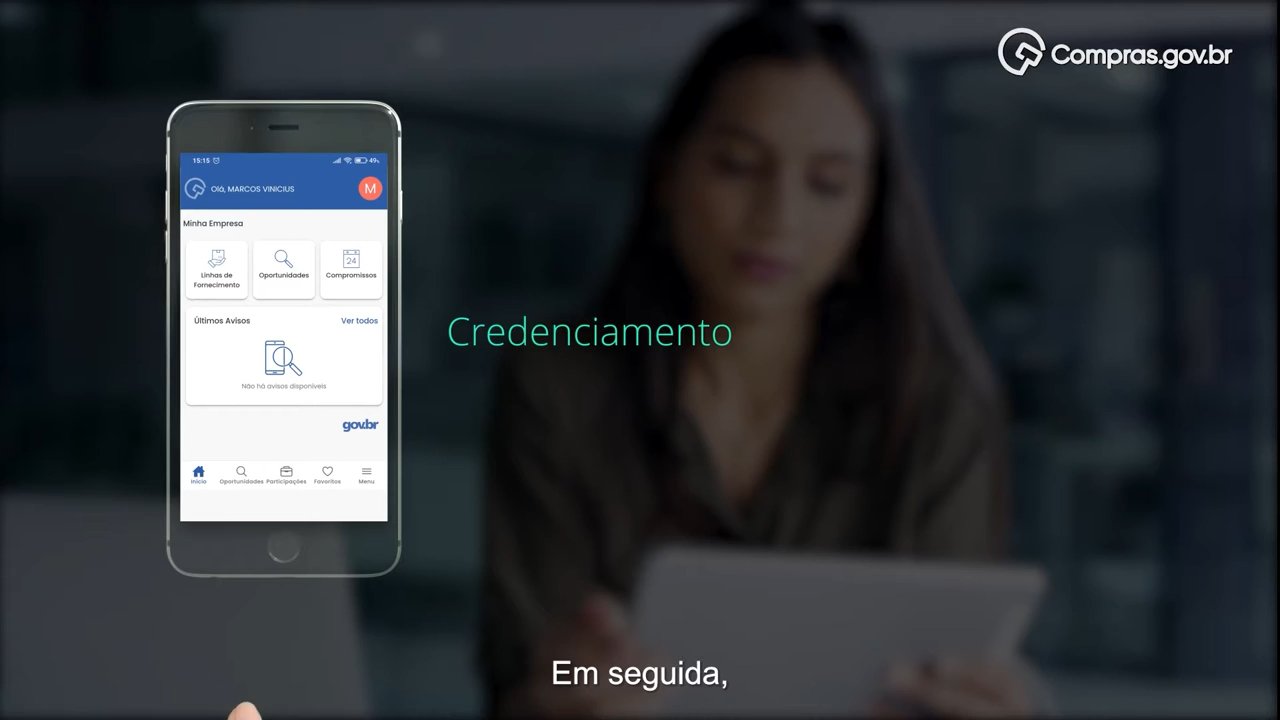 Compras.gov.br
15:15
49%
Olá, MARCOS VINICIUS
M
Minha Empresa
Linhas de
Fornecimento
Oportunidades
24
Compromissos
Últimos Avisos
Ver todos
Não há avisos disponíveis
gov.br
Início
Oportunidades
Participações
Favoritos
Menu
Credenciamento
Em seguida,